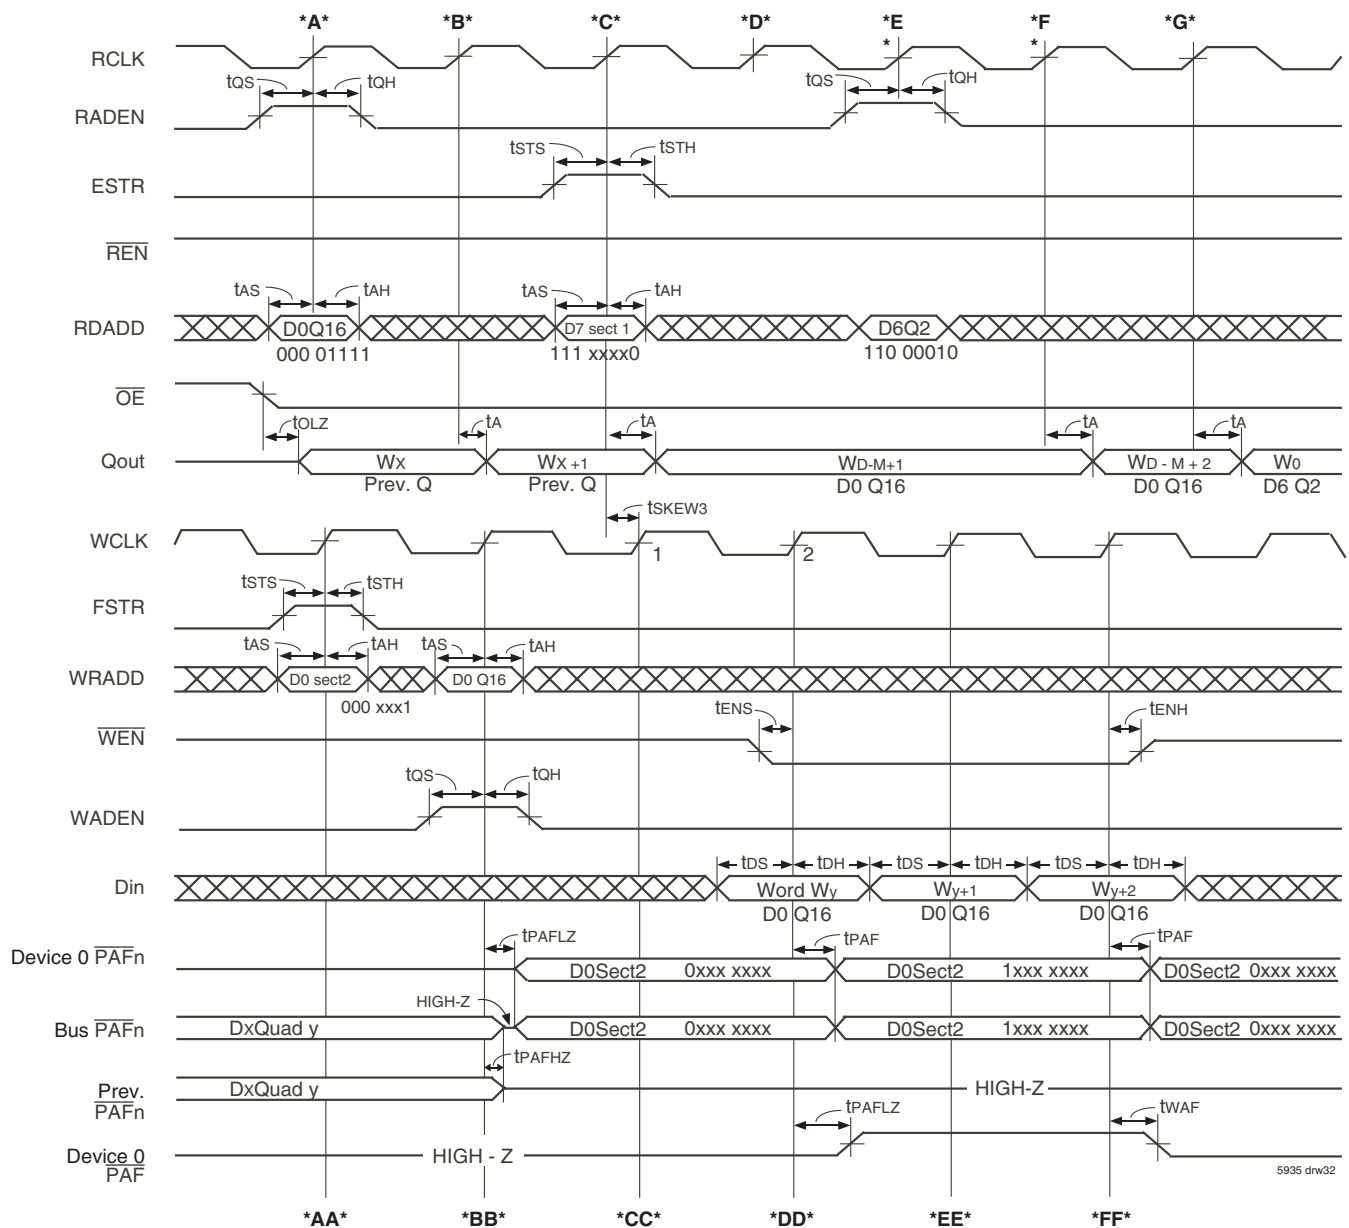 *A* *B* *C* *D* *E *F *G*
* *
RCLK
tQS tQH tQS tQH
RADEN
tSTS tSTH
ESTR
REN
tAS tAH tAS tAH
RDADD D0Q16 D7 sect 1 D6Q2
000 01111 111 xxxx0 110 00010
OE
tOLZ tA tA tA tA
Qout WX WX +1 WD-M+1 WD - M + 2 W0
Prev. Q Prev. Q D0 Q16 D0 Q16 D6 Q2
tSKEW3
WCLK 1 2
tSTS tSTH
FSTR
tAS tAH tAS tAH
WRADD D0 sect2 D0 Q16
000 xxx1
tENS tENH
WEN
tQS tQH
WADEN
tDS tDH tDS tDH tDS tDH
Din Word Wy Wy+1 Wy+2
D0 Q16 D0 Q16 D0 Q16
tPAFLZ tPAF tPAF
Device 0 PAFn D0Sect2 0xxx xxxx D0Sect2 1xxx xxxx D0Sect2 0xxx xxxx
HIGH-Z
Bus PAFn DxQuad y D0Sect2 0xxx xxxx D0Sect2 1xxx xxxx D0Sect2 0xxx xxxx
tPAFHZ
Prev. DxQuad y HIGH-Z
PAFn
tPAFLZ tWAF
Device 0 HIGH - Z
PAF
5935 drw32
*AA* *BB* *CC* *DD* *EE* *FF*